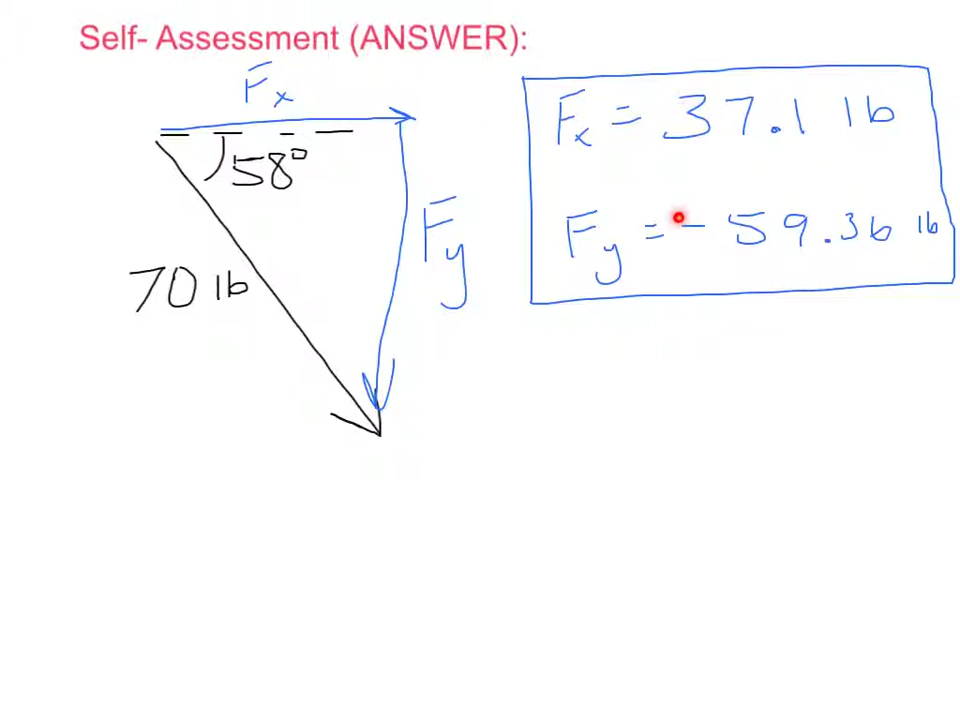 Self- Assessment (ANSWER):
Fx
58°
70 lb
Fy
Fx = 37.1 lb
Fy = - 59.36 lb